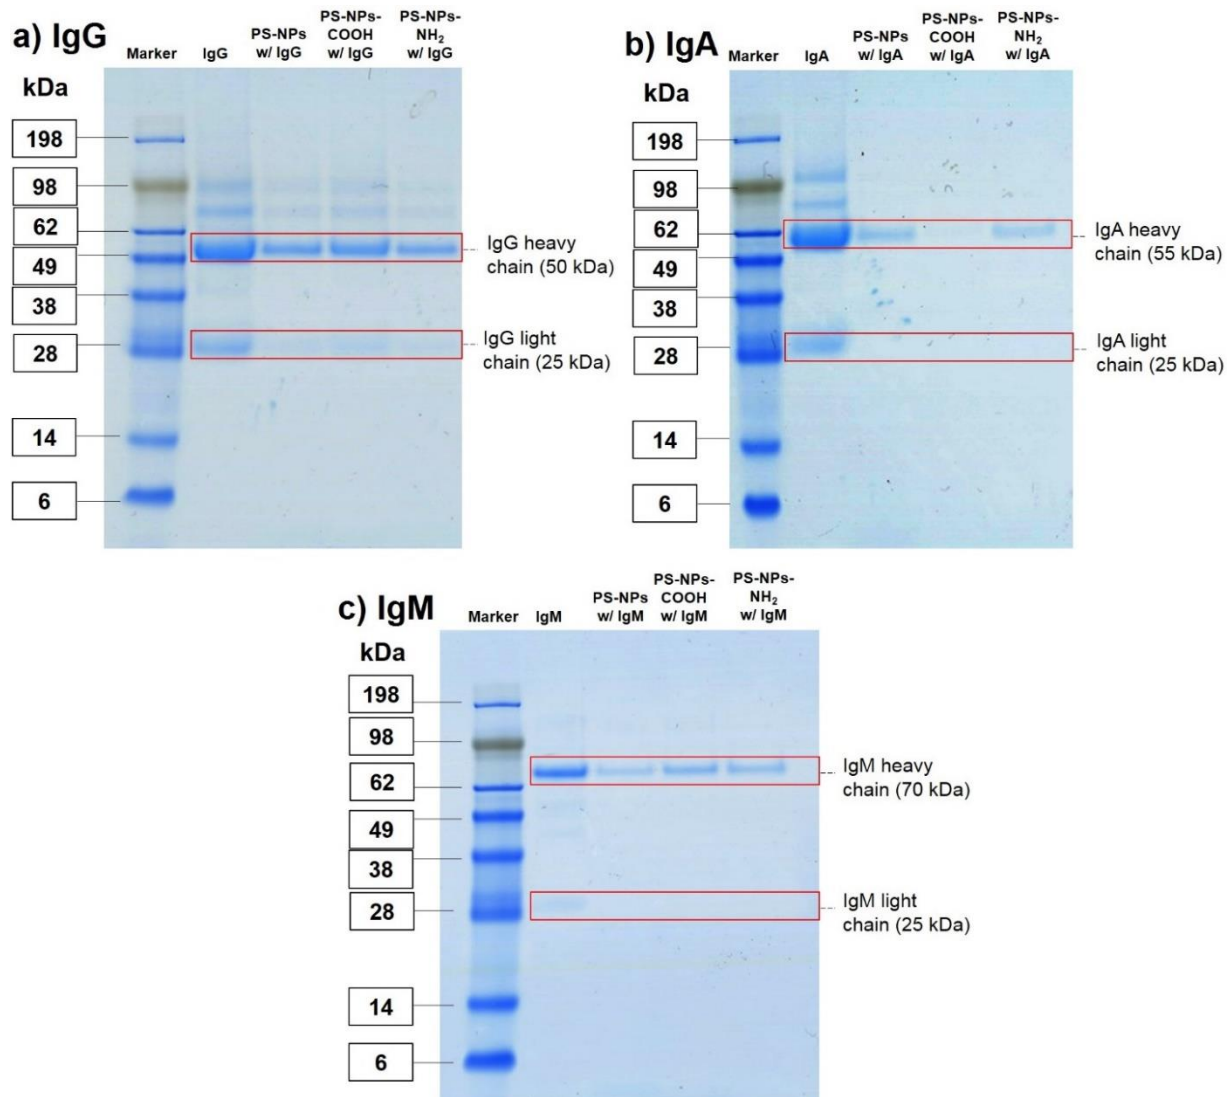 a) IgG
Marker IgG PS-NPs w/ IgG PS-NPs-COOH w/ IgG PS-NPs-NH₂ w/ IgG
kDa
198
98
62
49
38
28
14
6
IgG heavy
chain (50 kDa)
IgG light
chain (25 kDa)
b) IgA
Marker IgA PS-NPs w/ IgA PS-NPs-COOH w/ IgA PS-NPs-NH₂ w/ IgA
kDa
198
98
62
49
38
28
14
6
IgA heavy
chain (55 kDa)
IgA light
chain (25 kDa)
c) IgM
Marker IgM PS-NPs w/ IgM PS-NPs-COOH w/ IgM PS-NPs-NH₂ w/ IgM
kDa
198
98
62
49
38
28
14
6
IgM heavy
chain (70 kDa)
IgM light
chain (25 kDa)